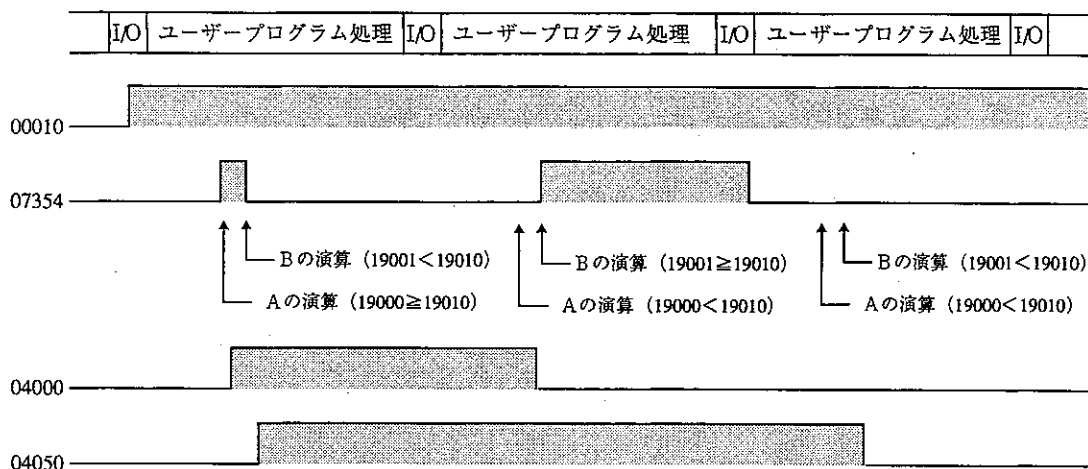 I/O ユーザープログラム処理 I/O ユーザープログラム処理 I/O ユーザープログラム処理 I/O
00010
07354
Bの演算（19001＜19010） Bの演算（19001≧19010） Bの演算（19001＜19010）
Aの演算（19000≧19010） Aの演算（19000＜19010） Aの演算（19000＜19010）
04000
04050